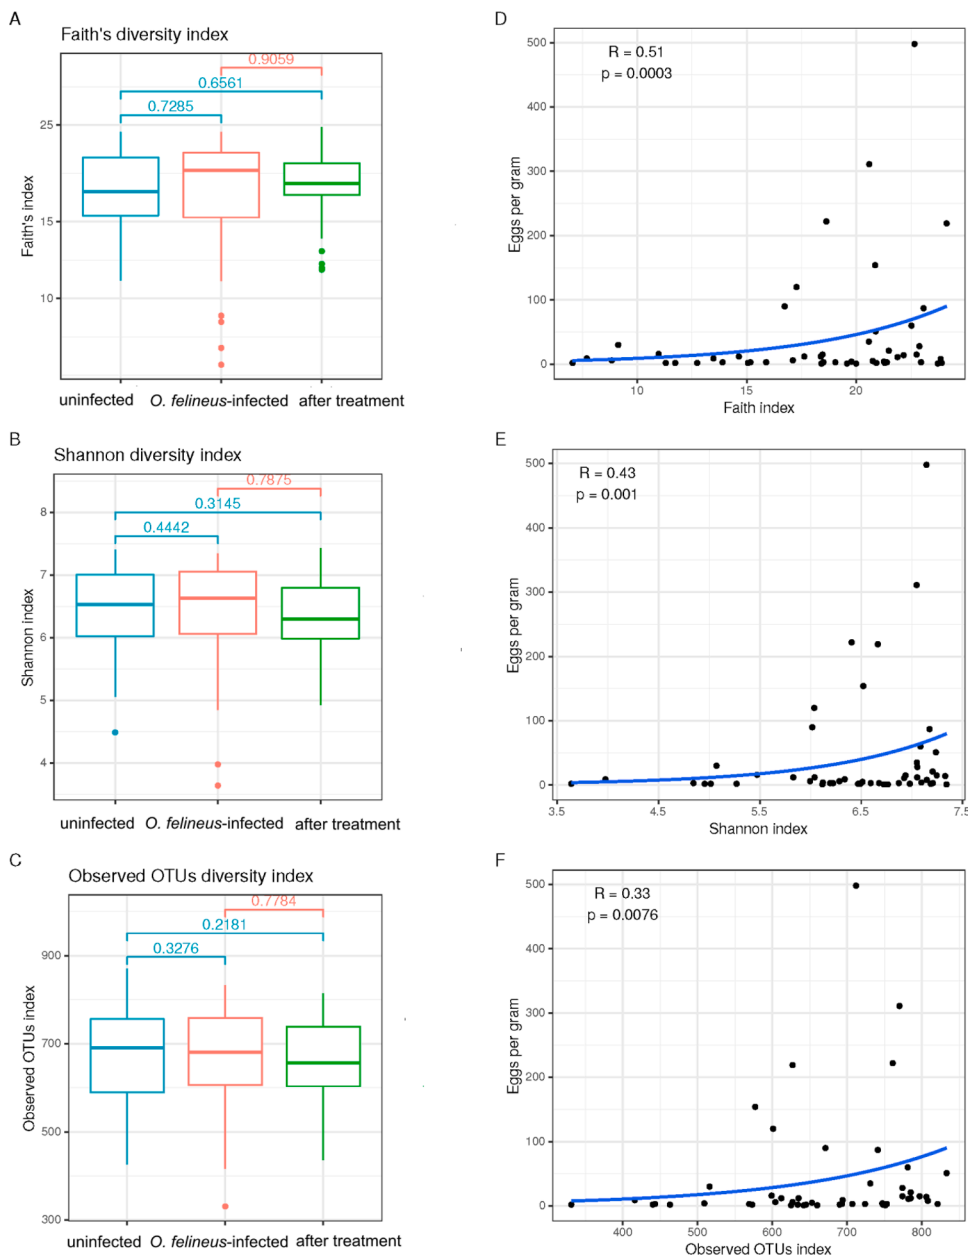 A
Faith's diversity index
0.9059
0.6561
0.7285
25
15
10
Faith's index
uninfected O. felineus-infected after treatment
D
R = 0.51
p = 0.0003
500
400
300
200
100
0
Eggs per gram
10 15 20
Faith index
B
Shannon diversity index
0.7875
0.3145
0.4442
8
7
6
5
4
Shannon index
uninfected O. felineus-infected after treatment
E
R = 0.43
p = 0.001
500
400
300
200
100
0
Eggs per gram
3.5 4.5 5.5 6.5 7.5
Shannon index
C
Observed OTUs diversity index
0.7784
0.2181
0.3276
900
700
500
300
Observed OTUs index
uninfected O. felineus-infected after treatment
F
R = 0.33
p = 0.0076
500
400
300
200
100
0
Eggs per gram
400 500 600 700 800
Observed OTUs index